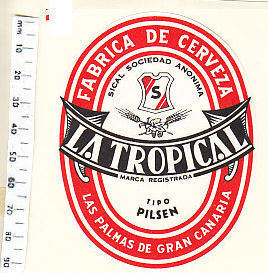 FABRICA DE CERVEZA
SICAL SOCIEDAD ANONIMA
S
LA TROPICAL
MARCA REGISTRADA
TIPO
PILSEN
LAS PALMAS DE GRAN CANARIA
mm 10 20 30 40 50 60 70 80 90